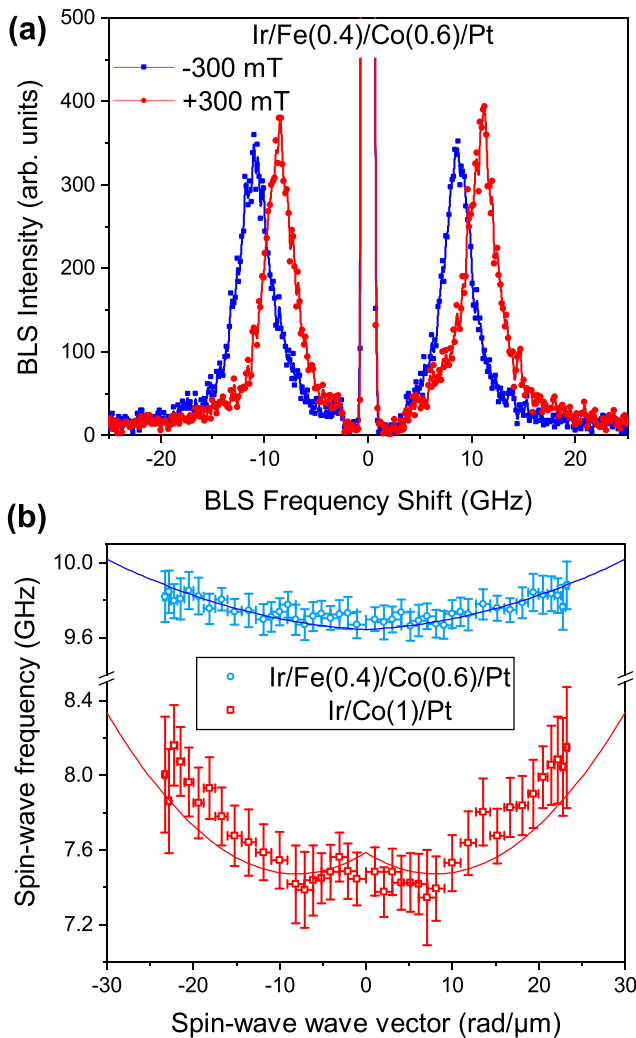 (a)
Ir/Fe(0.4)/Co(0.6)/Pt
-300 mT
+300 mT
500
400
300
200
100
0
BLS Intensity (arb. units)
-20 -10 0 10 20
BLS Frequency Shift (GHz)
(b)
10.0
9.6
8.4
8.0
7.6
7.2
Spin-wave frequency (GHz)
Ir/Fe(0.4)/Co(0.6)/Pt
Ir/Co(1)/Pt
-30 -20 -10 0 10 20 30
Spin-wave wave vector (rad/μm)